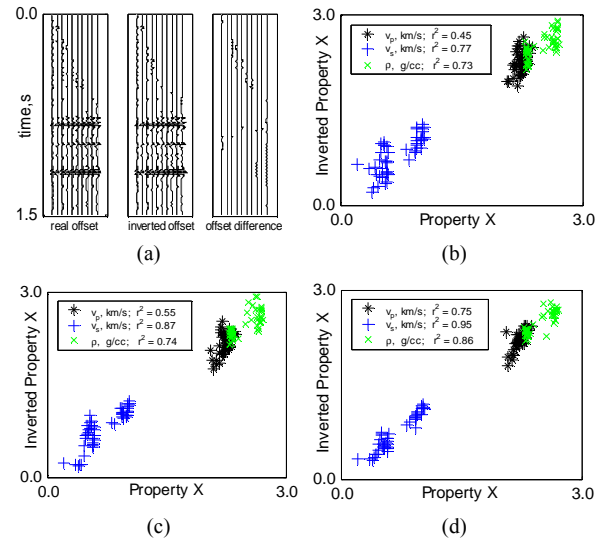 0.0
time,s
1.5
real offset
inverted offset
offset difference
(a)
3.0
Inverted Property X
0.0
vp, km/s; r² = 0.45
vs, km/s; r² = 0.77
ρ, g/cc; r² = 0.73
0.0
Property X
3.0
(b)
3.0
Inverted Property X
0.0
vp, km/s; r² = 0.55
vs, km/s; r² = 0.87
ρ, g/cc; r² = 0.74
0.0
Property X
3.0
(c)
3.0
Inverted Property X
0.0
vp, km/s; r² = 0.75
vs, km/s; r² = 0.95
ρ, g/cc; r² = 0.86
0.0
Property X
3.0
(d)